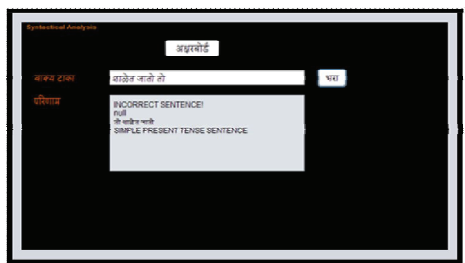 Syntactical Analysis
अक्षरबोर्ड
वाक्य टाका
शाळेत जातो तो
भरा
परिणाम
INCORRECT SENTENCE!
null
तो शाळेत जातो
SIMPLE PRESENT TENSE SENTENCE